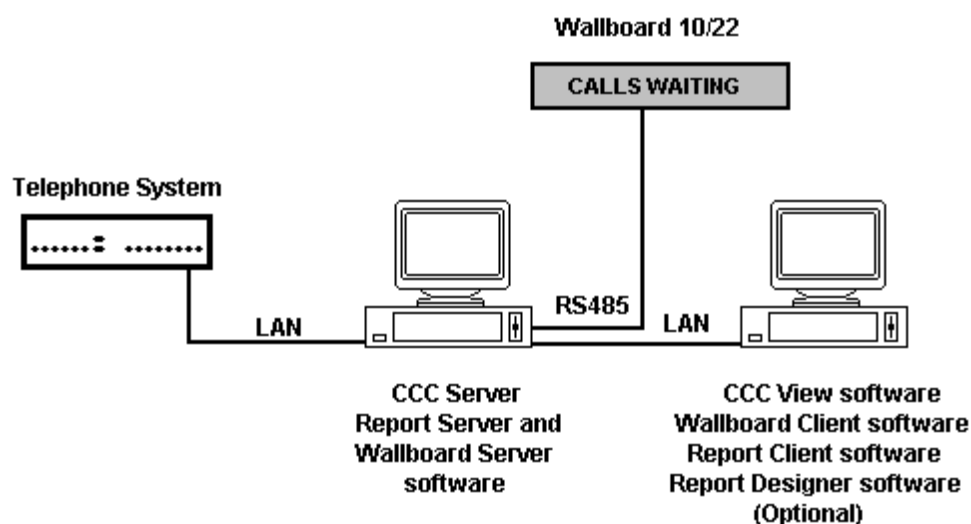 Wallboard 10/22
CALLS WAITING
Telephone System
LAN
RS485
LAN
CCC Server
Report Server and
Wallboard Server
software
CCC View software
Wallboard Client software
Report Client software
Report Designer software
(Optional)